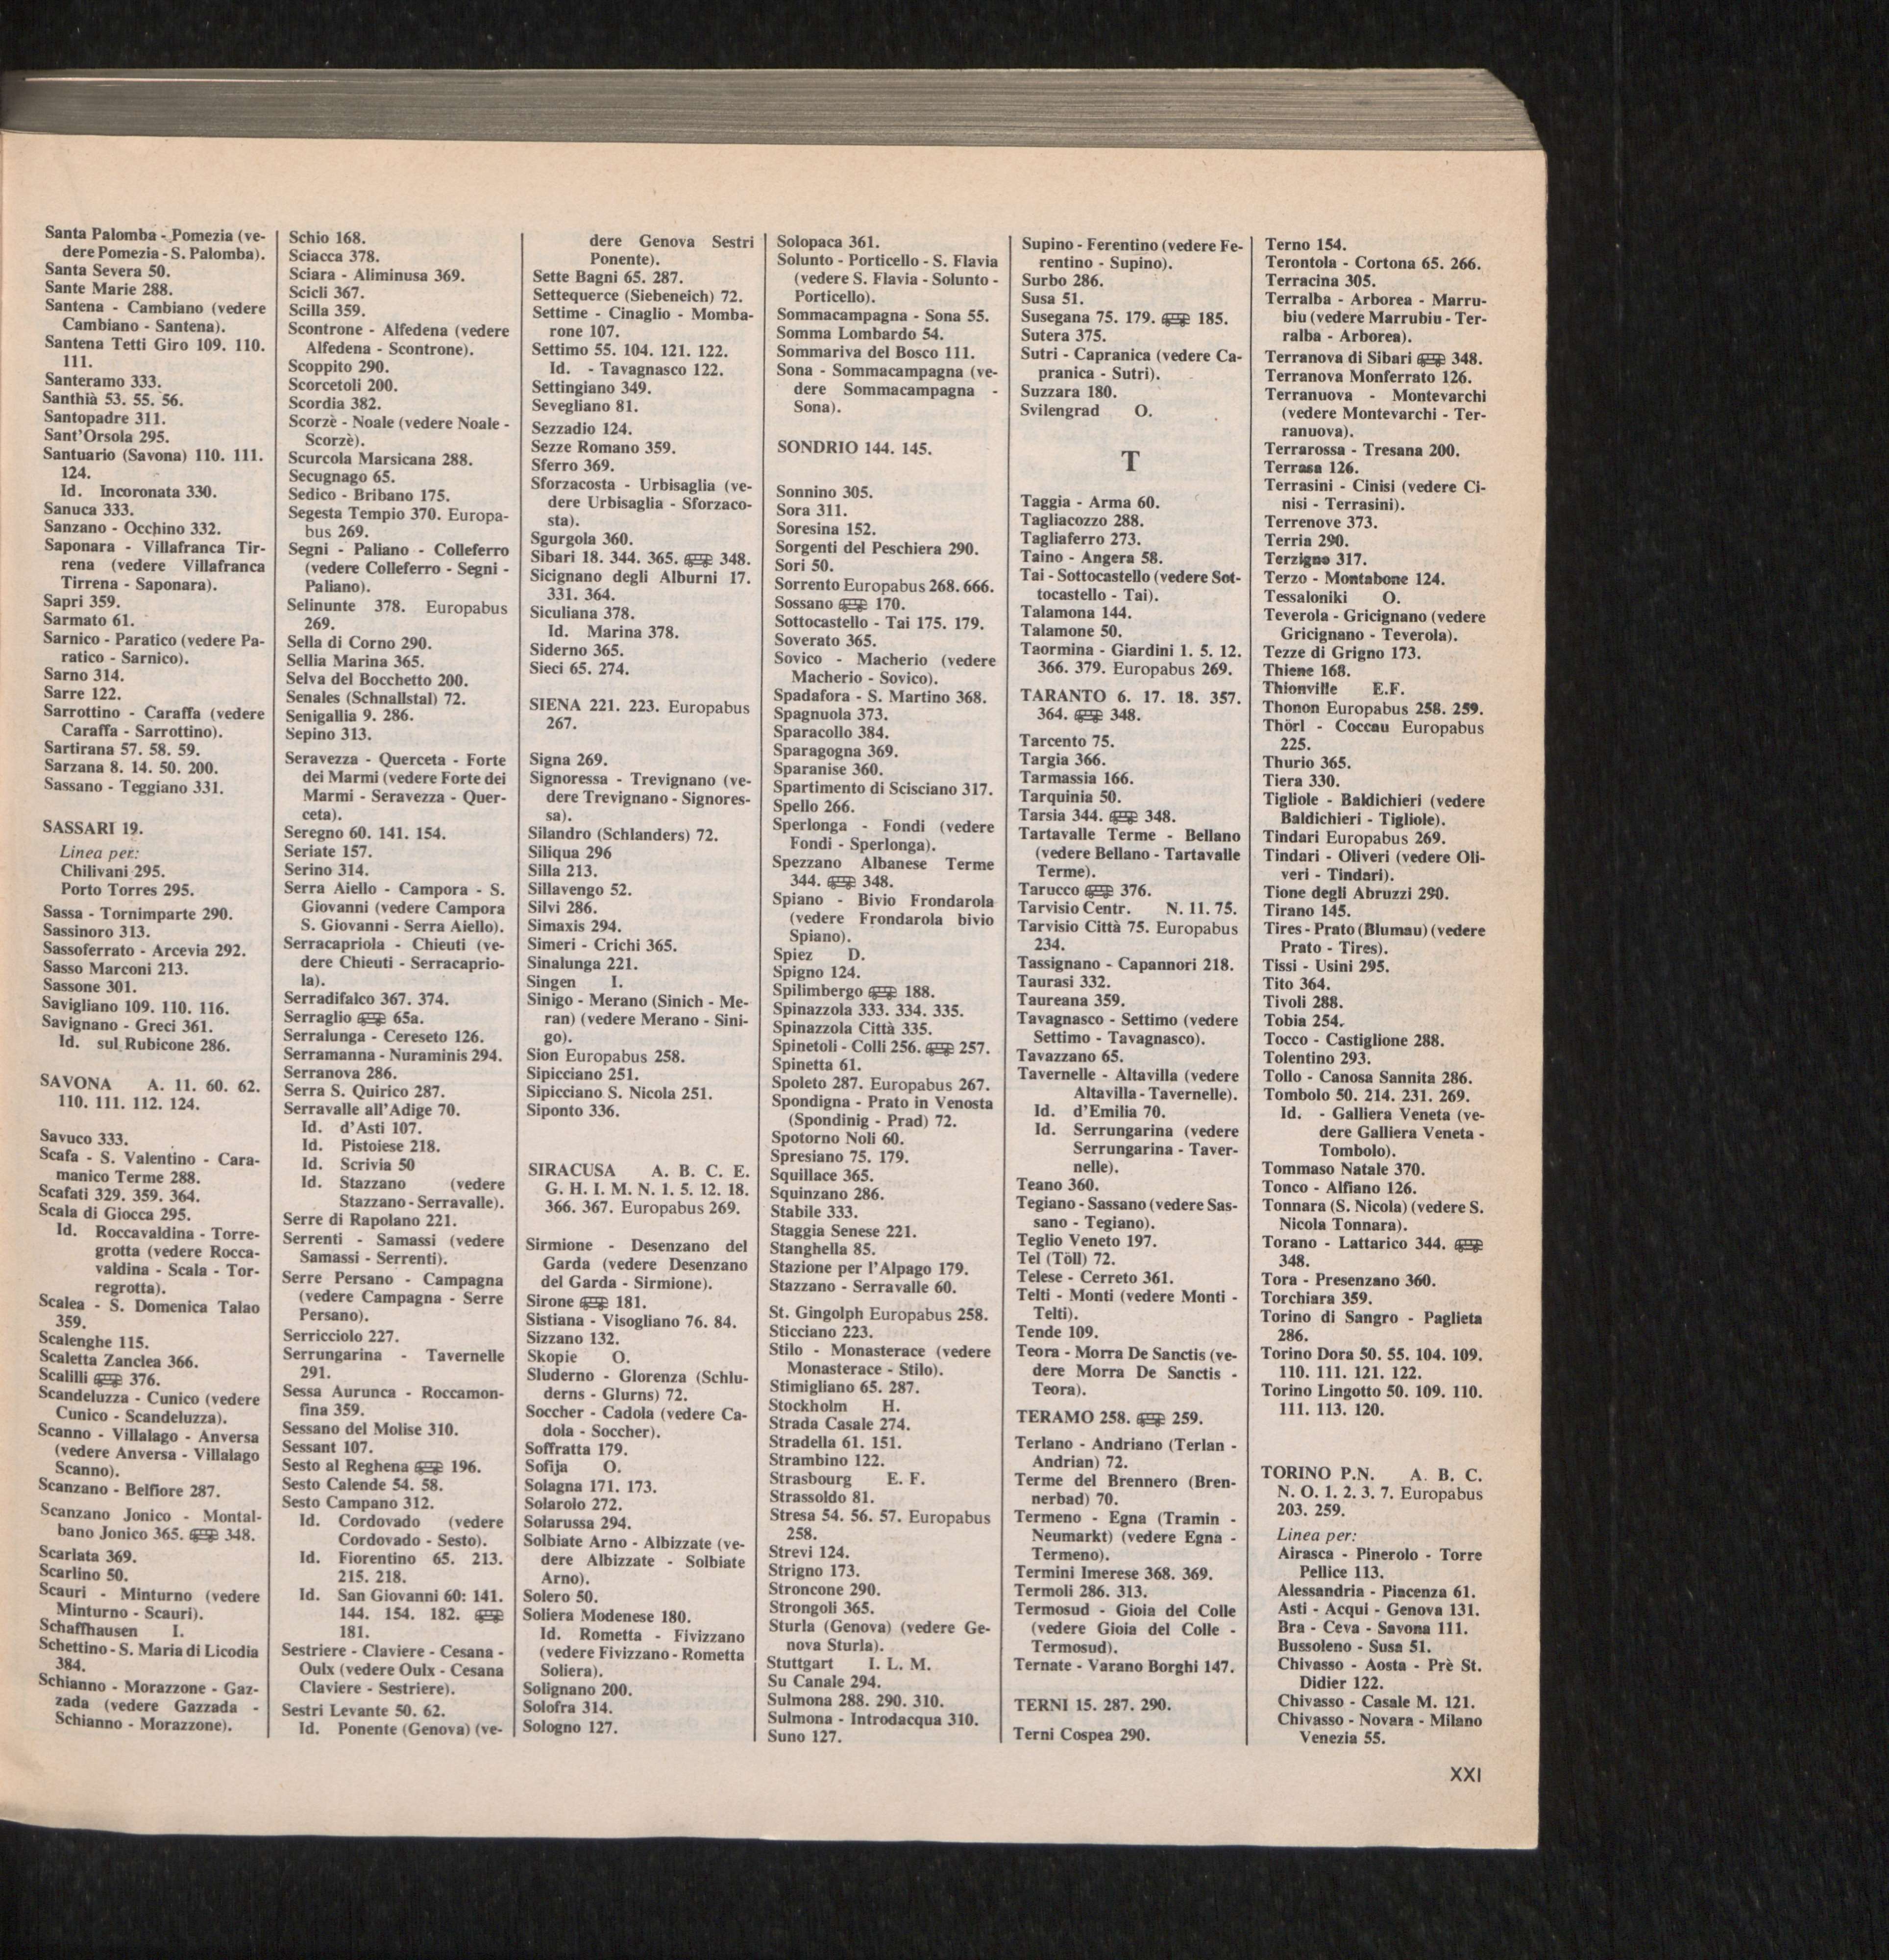 Santa Palomba - Pomezia (ve-
dere Pomezia - S. Palomba).
Santa Severa 50.
Sante Marie 288.
Santena - Cambiano (vedere
Cambiano - Santena).
Santena Tetti Giro 109. 110.
111.
Santeramo 333.
Santhià 53. 55. 56.
Santopadre 311.
Sant'Orsola 295.
Santuario (Savona) 110. 111.
124.
Id. Incoronata 330.
Sanuca 333.
Sanzano - Occhino 332.
Saponara - Villafranca Tir-
rena (vedere Villafranca
Tirrena - Saponara).
Sapri 359.
Sarmato 61.
Sarnico - Paratico (vedere Pa-
ratico - Sarnico).
Sarno 314.
Sarre 122.
Sarrottino - Caraffa (vedere
Caraffa - Sarrottino).
Sartirana 57. 58. 59.
Sarzana 8. 14. 50. 200.
Sassano - Teggiano 331.
SASSARI 19.
Linea per:
Chilivani 295.
Porto Torres 295.
Sassa - Tornimparte 290.
Sassinoro 313.
Sassoferrato - Arcevia 292.
Sasso Marconi 213.
Sassone 301.
Savigliano 109. 110. 116.
Savignano - Greci 361.
Id. sul Rubicone 286.
SAVONA A. 11. 60. 62.
110. 111. 112. 124.
Savuco 333.
Scafa - S. Valentino - Cara-
manico Terme 288.
Scafati 329. 359. 364.
Scala di Giocca 295.
Id. Roccavaldina - Torre-
grotta (vedere Rocca-
valdina - Scala - Tor-
regrotta).
Scalea - S. Domenica Talao
359.
Scalenghe 115.
Scaletta Zanclea 366.
Scalilli 376.
Scandeluzza - Cunico (vedere
Cunico - Scandeluzza).
Scanno - Villalago - Anversa
(vedere Anversa - Villalago
Scanno).
Scanzano - Belfiore 287.
Scanzano Jonico - Montal-
bano Jonico 365. 348.
Scarlata 369.
Scarlino 50.
Scauri - Minturno (vedere
Minturno - Scauri).
Schaffhausen I.
Schettino - S. Maria di Licodia
384.
Schianno - Morazzone - Gaz-
zada (vedere Gazzada -
Schianno - Morazzone).
Schio 168.
Sciacca 378.
Sciara - Aliminusa 369.
Scicli 367.
Scilla 359.
Scontrone - Alfedena (vedere
Alfedena - Scontrone).
Scoppito 290.
Scorcetoli 200.
Scordia 382.
Scorzè - Noale (vedere Noale -
Scorzè).
Scurcola Marsicana 288.
Secugnago 65.
Sedico - Bribano 175.
Segesta Tempio 370. Europa-
bus 269.
Segni - Paliano - Colleferro
(vedere Colleferro - Segni -
Paliano).
Selinunte 378. Europabus
269.
Sella di Corno 290.
Sellia Marina 365.
Selva del Bocchetto 200.
Senales (Schnallstal) 72.
Senigallia 9. 286.
Sepino 313.
Seravezza - Querceta - Forte
dei Marmi (vedere Forte dei
Marmi - Seravezza - Quer-
ceta).
Seregno 60. 141. 154.
Seriate 157.
Serino 314.
Serra Aiello - Campora - S.
Giovanni (vedere Campora
S. Giovanni - Serra Aiello).
Serracapriola - Chieuti (ve-
dere Chieuti - Serracaprio-
la).
Serradifalco 367. 374.
Serraglio 65a.
Serralunga - Cereseto 126.
Serramanna - Nuraminis 294.
Serranova 286.
Serra S. Quirico 287.
Serravalle all'Adige 70.
Id. d'Asti 107.
Id. Pistoiese 218.
Id. Scrivia 50
Id. Stazzano (vedere
Stazzano - Serravalle).
Serre di Rapolano 221.
Serrenti - Samassi (vedere
Samassi - Serrenti).
Serre Persano - Campagna
(vedere Campagna - Serre
Persano).
Serricciolo 227.
Serrungarina - Tavernelle
291.
Sessa Aurunca - Roccamon-
fina 359.
Sessano del Molise 310.
Sessant 107.
Sesto al Reghena 196.
Sesto Calende 54. 58.
Sesto Campano 312.
Id. Cordovado (vedere
Cordovado - Sesto).
Id. Fiorentino 65. 213.
215. 218.
Id. San Giovanni 60: 141.
144. 154. 182.
181.
Sestriere - Claviere - Cesana -
Oulx (vedere Oulx - Cesana
Claviere - Sestriere).
Sestri Levante 50. 62.
Id. Ponente (Genova) (ve-
dere Genova Sestri
Ponente).
Sette Bagni 65. 287.
Settequerce (Siebeneich) 72.
Settime - Cinaglio - Momba-
rone 107.
Settimo 55. 104. 121. 122.
Id. - Tavagnasco 122.
Settingiano 349.
Sevegliano 81.
Sezzadio 124.
Sezze Romano 359.
Sferro 369.
Sforzacosta - Urbisaglia (ve-
dere Urbisaglia - Sforzaco-
sta).
Sgurgola 360.
Sibari 18. 344. 365. 348.
Sicignano degli Alburni 17.
331. 364.
Siculiana 378.
Id. Marina 378.
Siderno 365.
Sieci 65. 274.
SIENA 221. 223. Europabus
267.
Signa 269.
Signoressa - Trevignano (ve-
dere Trevignano - Signores-
sa).
Silandro (Schlanders) 72.
Siliqua 296
Silla 213.
Sillavengo 52.
Silvi 286.
Simaxis 294.
Simeri - Crichi 365.
Sinalunga 221.
Singen I.
Sinigo - Merano (Sinich - Me-
ran) (vedere Merano - Sini-
go).
Sion Europabus 258.
Sipicciano 251.
Sipicciano S. Nicola 251.
Siponto 336.
SIRACUSA A. B. C. E.
G. H. I. M. N. 1. 5. 12. 18.
366. 367. Europabus 269.
Sirmione - Desenzano del
Garda (vedere Desenzano
del Garda - Sirmione).
Sirone 181.
Sistiana - Visogliano 76. 84.
Sizzano 132.
Skopie O.
Sluderno - Glorenza (Schlu-
derns - Glurns) 72.
Soccher - Cadola (vedere Ca-
dola - Soccher).
Soffratta 179.
Sofija O.
Solagna 171. 173.
Solarolo 272.
Solarussa 294.
Solbiate Arno - Albizzate (ve-
dere Albizzate - Solbiate
Arno).
Solero 50.
Soliera Modenese 180.
Id. Rometta - Fivizzano
(vedere Fivizzano - Rometta
Soliera).
Solignano 200.
Solofra 314.
Sologno 127.
Solopaca 361.
Solunto - Porticello - S. Flavia
(vedere S. Flavia - Solunto -
Porticello).
Sommacampagna - Sona 55.
Somma Lombardo 54.
Sommariva del Bosco 111.
Sona - Sommacampagna (ve-
dere Sommacampagna -
Sona).
SONDRIO 144. 145.
Sonnino 305.
Sora 311.
Soresina 152.
Sorgenti del Peschiera 290.
Sori 50.
Sorrento Europabus 268. 666.
Sossano 170.
Sottocastello - Tai 175. 179.
Soverato 365.
Sovico - Macherio (vedere
Macherio - Sovico).
Spadafora - S. Martino 368.
Spagnuola 373.
Sparacollo 384.
Sparagogna 369.
Sparanise 360.
Spartimento di Scisciano 317.
Spello 266.
Sperlonga - Fondi (vedere
Fondi - Sperlonga).
Spezzano Albanese Terme
344. 348.
Spiano - Bivio Frondarola
(vedere Frondarola bivio
Spiano).
Spiez D.
Spigno 124.
Spilimbergo 188.
Spinazzola 333. 334. 335.
Spinazzola Città 335.
Spinetoli - Colli 256. 257.
Spinetta 61.
Spoleto 287. Europabus 267.
Spondigna - Prato in Venosta
(Spondinig - Prad) 72.
Spotorno Noli 60.
Spresiano 75. 179.
Squillace 365.
Squinzano 286.
Stabile 333.
Staggia Senese 221.
Stanghella 85.
Stazione per l'Alpago 179.
Stazzano - Serravalle 60.
St. Gingolph Europabus 258.
Sticciano 223.
Stilo - Monasterace (vedere
Monasterace - Stilo).
Stimigliano 65. 287.
Stockholm H.
Strada Casale 274.
Stradella 61. 151.
Strambino 122.
Strasbourg E. F.
Strassoldo 81.
Stresa 54. 56. 57. Europabus
258.
Strevi 124.
Strigno 173.
Stroncone 290.
Strongoli 365.
Sturla (Genova) (vedere Ge-
nova Sturla).
Stuttgart I. L. M.
Su Canale 294.
Sulmona 288. 290. 310.
Sulmona - Introdacqua 310.
Suno 127.
Supino - Ferentino (vedere Fe-
rentino - Supino).
Surbo 286.
Susa 51.
Susegana 75. 179. 185.
Sutera 375.
Sutri - Capranica (vedere Ca-
pranica - Sutri).
Suzzara 180.
Svilengrad O.
T
Taggia - Arma 60.
Tagliacozzo 288.
Tagliaferro 273.
Taino - Angera 58.
Tai - Sottocastello (vedere Sot-
tocastello - Tai).
Talamona 144.
Talamone 50.
Taormina - Giardini 1. 5. 12.
366. 379. Europabus 269.
TARANTO 6. 17. 18. 357.
364. 348.
Tarcento 75.
Targia 366.
Tarmassia 166.
Tarquinia 50.
Tarsia 344. 348.
Tartavalle Terme - Bellano
(vedere Bellano - Tartavalle
Terme).
Tarucco 376.
Tarvisio Centr. N. 11. 75.
Tarvisio Città 75. Europabus
234.
Tassignano - Capannori 218.
Taurasi 332.
Taureana 359.
Tavagnasco - Settimo (vedere
Settimo - Tavagnasco).
Tavazzano 65.
Tavernelle - Altavilla (vedere
Altavilla - Tavernelle).
Id. d'Emilia 70.
Id. Serrungarina (vedere
Serrungarina - Taver-
nelle).
Teano 360.
Tegiano - Sassano (vedere Sas-
sano - Tegiano).
Teglio Veneto 197.
Tel (Töll) 72.
Telese - Cerreto 361.
Telti - Monti (vedere Monti -
Telti).
Tende 109.
Teora - Morra De Sanctis (ve-
dere Morra De Sanctis -
Teora).
TERAMO 258. 259.
Terlano - Andriano (Terlan -
Andrian) 72.
Terme del Brennero (Bren-
nerbad) 70.
Termeno - Egna (Tramin -
Neumarkt) (vedere Egna -
Termeno).
Termini Imerese 368. 369.
Termoli 286. 313.
Termosud - Gioia del Colle
(vedere Gioia del Colle -
Termosud).
Ternate - Varano Borghi 147.
TERNI 15. 287. 290.
Terni Cospea 290.
Terno 154.
Terontola - Cortona 65. 266.
Terracina 305.
Terralba - Arborea - Marru-
biu (vedere Marrubiu - Ter-
ralba - Arborea).
Terranova di Sibari 348.
Terranova Monferrato 126.
Terranuova - Montevarchi
(vedere Montevarchi - Ter-
ranuova).
Terrarossa - Tresana 200.
Terrasa 126.
Terrasini - Cinisi (vedere Ci-
nisi - Terrasini).
Terrenove 373.
Terria 290.
Terzigno 317.
Terzo - Montabone 124.
Tessaloniki O.
Teverola - Gricignano (vedere
Gricignano - Teverola).
Tezze di Grigno 173.
Thiene 168.
Thionville E.F.
Thonon Europabus 258. 259.
Thörl - Coccau Europabus
225.
Thurio 365.
Tiera 330.
Tigliole - Baldichieri (vedere
Baldichieri - Tigliole).
Tindari Europabus 269.
Tindari - Oliveri (vedere Oli-
veri - Tindari).
Tione degli Abruzzi 290.
Tirano 145.
Tires - Prato (Blumau) (vedere
Prato - Tires).
Tissi - Usini 295.
Tito 364.
Tivoli 288.
Tobia 254.
Tocco - Castiglione 288.
Tolentino 293.
Tollo - Canosa Sannita 286.
Tombolo 50. 214. 231. 269.
Id. - Galliera Veneta (ve-
dere Galliera Veneta -
Tombolo).
Tommaso Natale 370.
Tonco - Alfiano 126.
Tonnara (S. Nicola) (vedere S.
Nicola Tonnara).
Torano - Lattarico 344.
348.
Tora - Presenzano 360.
Torchiara 359.
Torino di Sangro - Paglieta
286.
Torino Dora 50. 55. 104. 109.
110. 111. 121. 122.
Torino Lingotto 50. 109. 110.
111. 113. 120.
TORINO P.N. A. B. C.
N. O. 1. 2. 3. 7. Europabus
203. 259.
Linea per:
Airasca - Pinerolo - Torre
Pellice 113.
Alessandria - Piacenza 61.
Asti - Acqui - Genova 131.
Bra - Ceva - Savona 111.
Bussoleno - Susa 51.
Chivasso - Aosta - Prè St.
Didier 122.
Chivasso - Casale M. 121.
Chivasso - Novara - Milano
Venezia 55.
XXI